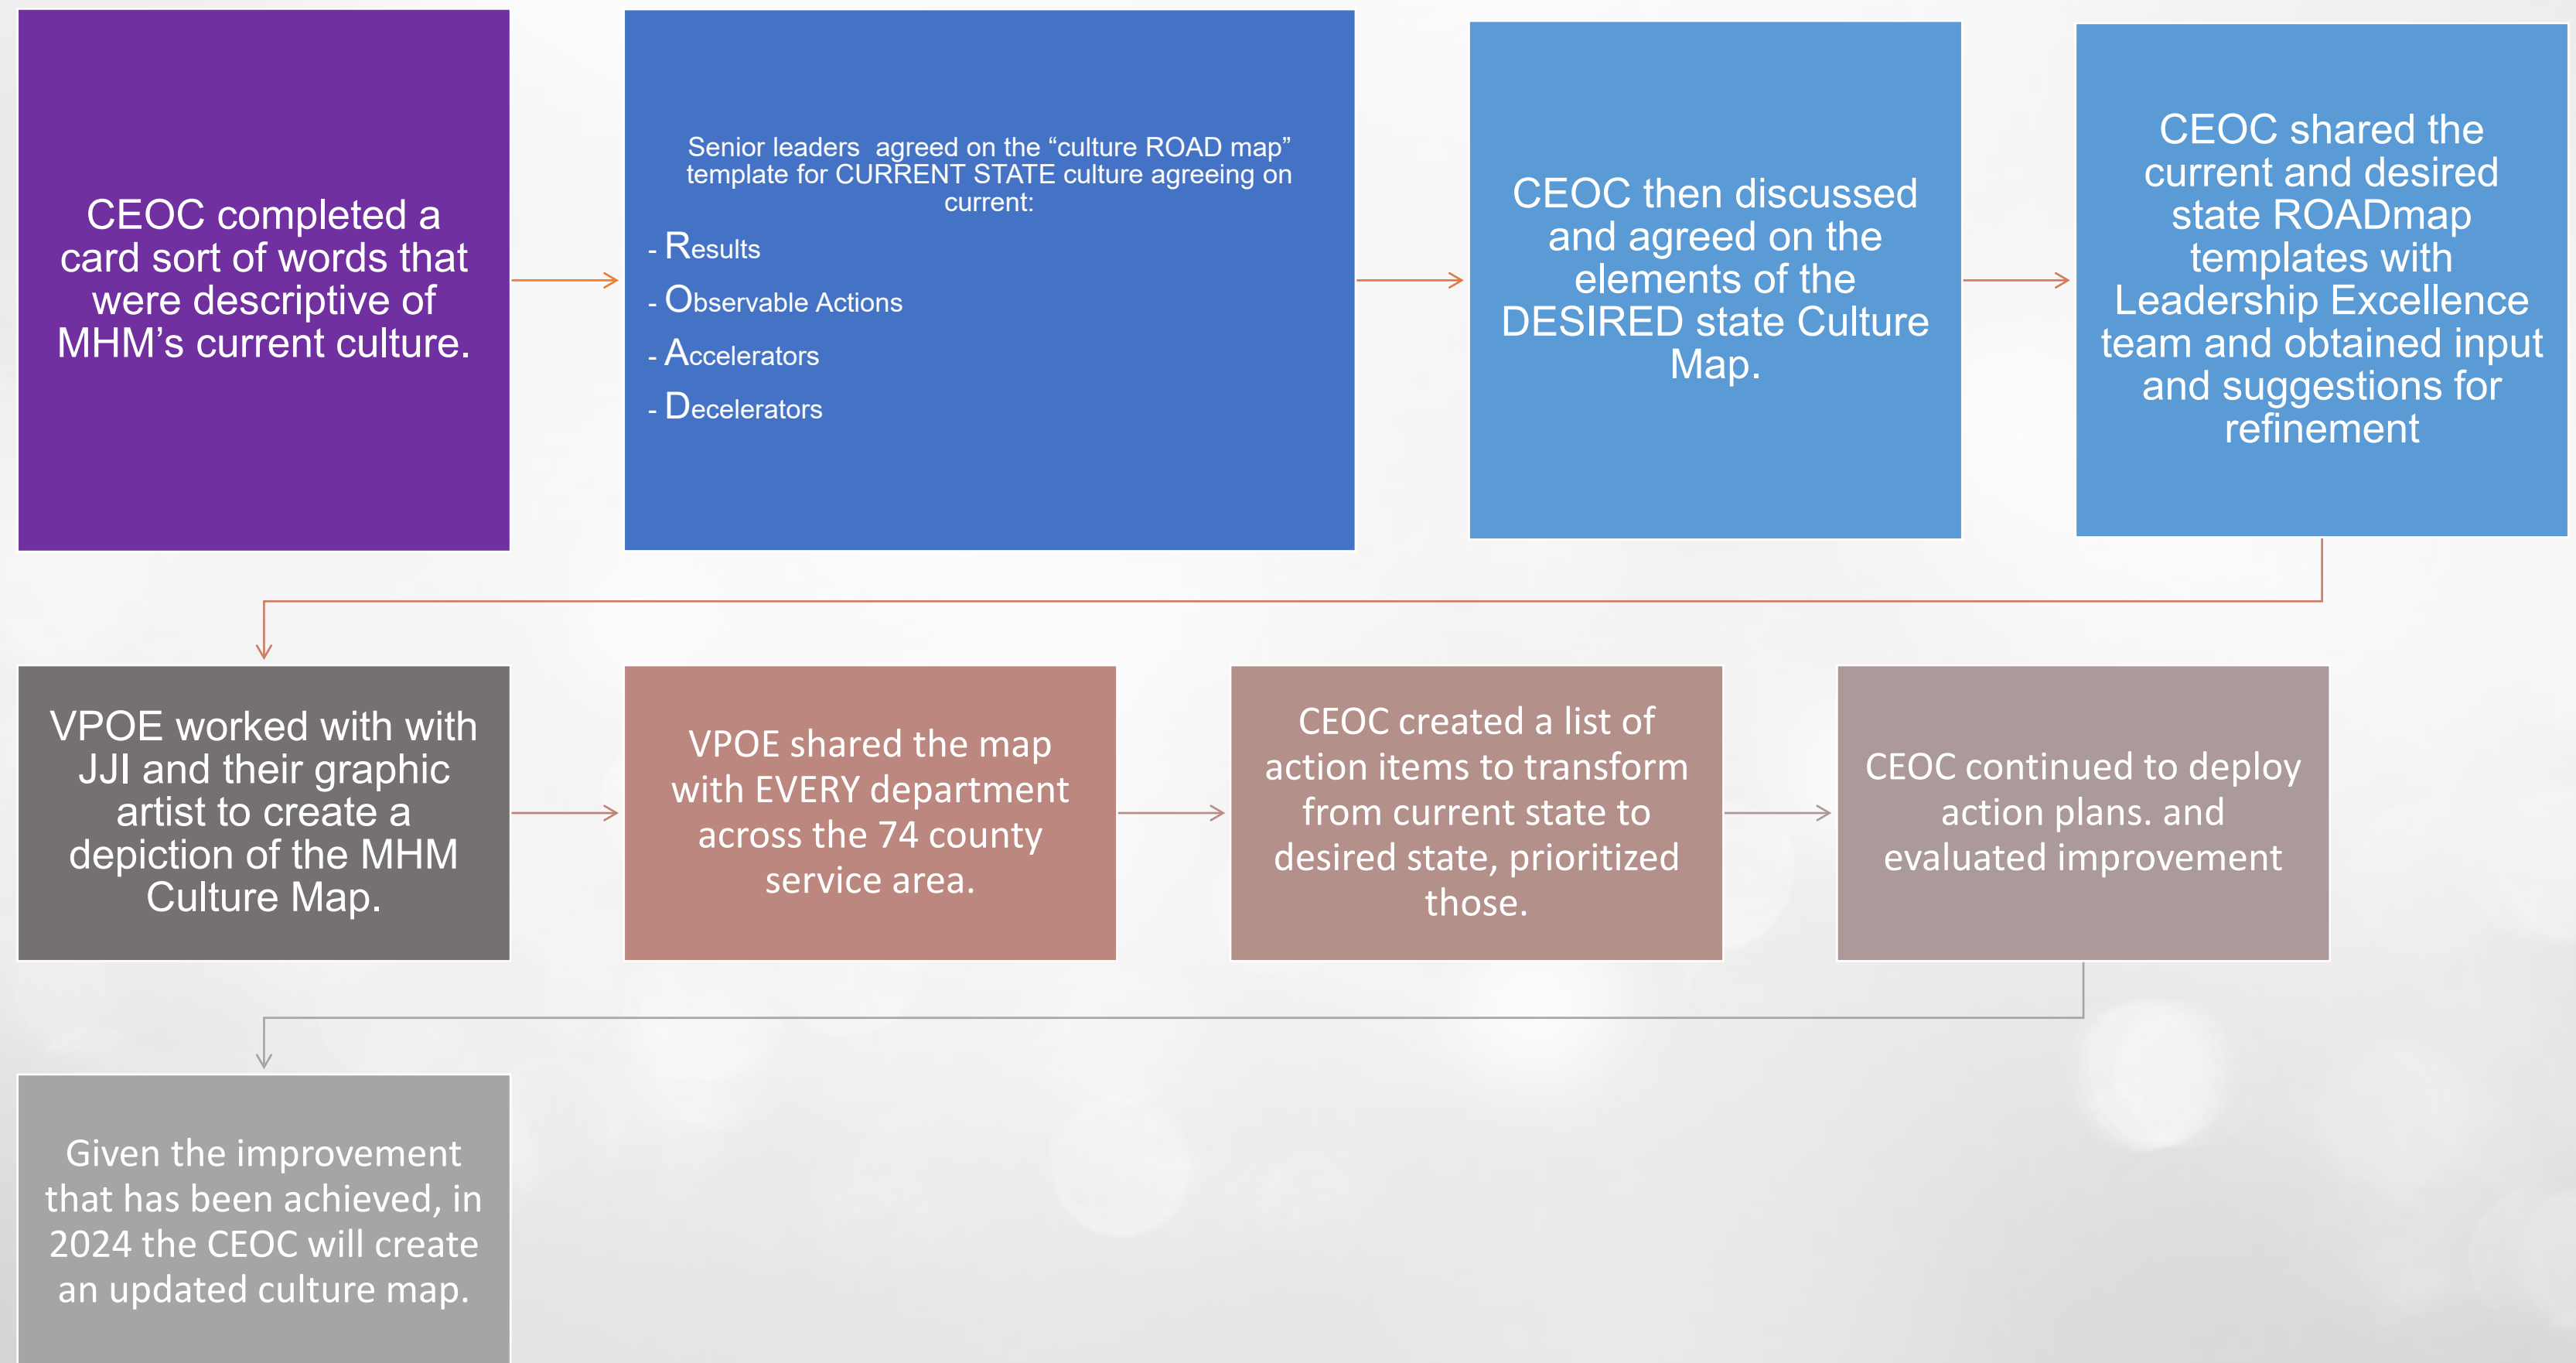 CEOC completed a
card sort of words that
were descriptive of
MHM’s current culture.
Senior leaders  agreed on the “culture ROAD map”
template for CURRENT STATE culture agreeing on
current:
- Results
- Observable Actions
- Accelerators
- Decelerators
CEOC then discussed
and agreed on the
elements of the
DESIRED state Culture
Map.
CEOC shared the
current and desired
state ROADmap
templates with
Leadership Excellence
team and obtained input
and suggestions for
refinement
VPOE worked with with
JJI and their graphic
artist to create a
depiction of the MHM
Culture Map.
VPOE shared the map
with EVERY department
across the 74 county
service area.
CEOC created a list of
action items to transform
from current state to
desired state, prioritized
those.
CEOC continued to deploy
action plans. and
evaluated improvement
Given the improvement
that has been achieved, in
2024 the CEOC will create
an updated culture map.